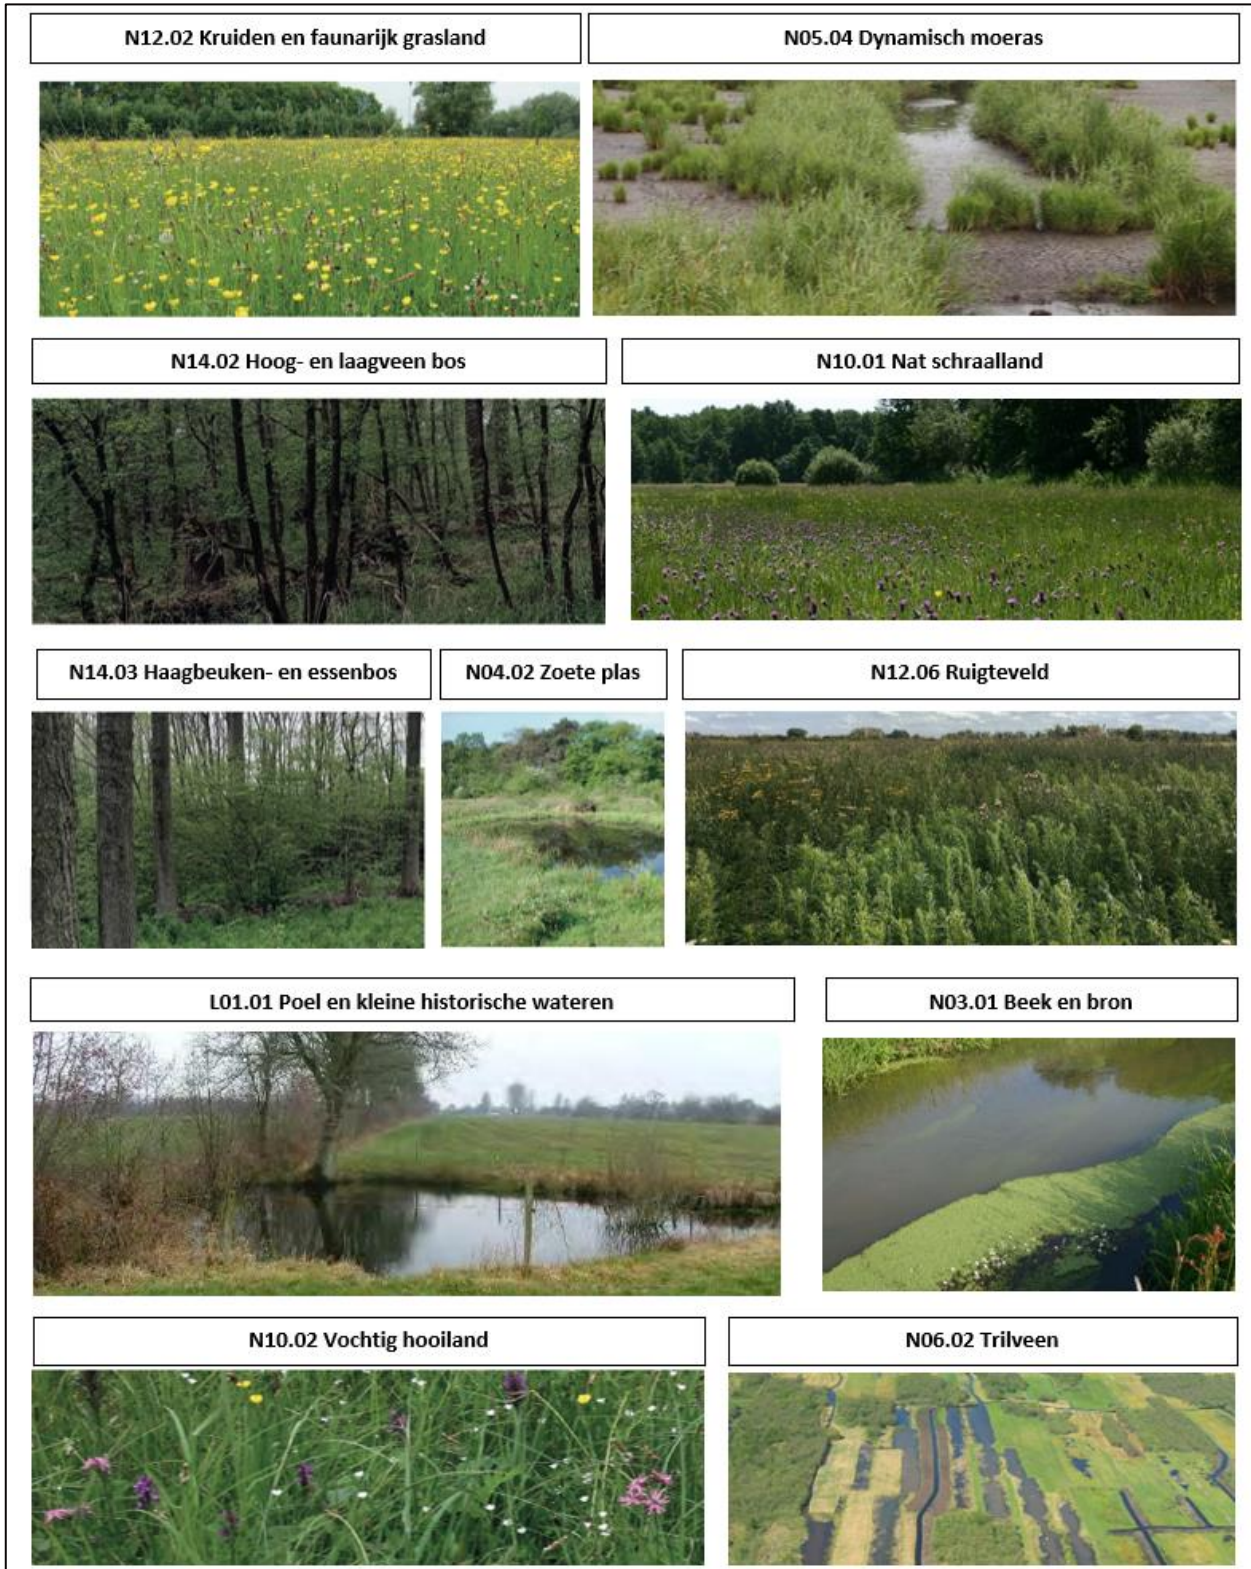 N12.02 Kruiden en faunarijk grasland
N05.04 Dynamisch moeras
N14.02 Hoog- en laagveen bos
N10.01 Nat schraalland
N14.03 Haagbeuken- en essenbos
N04.02 Zoete plas
N12.06 Ruigteveld
L01.01 Poel en kleine historische wateren
N03.01 Beek en bron
N10.02 Vochtig hooiland
N06.02 Trilveen